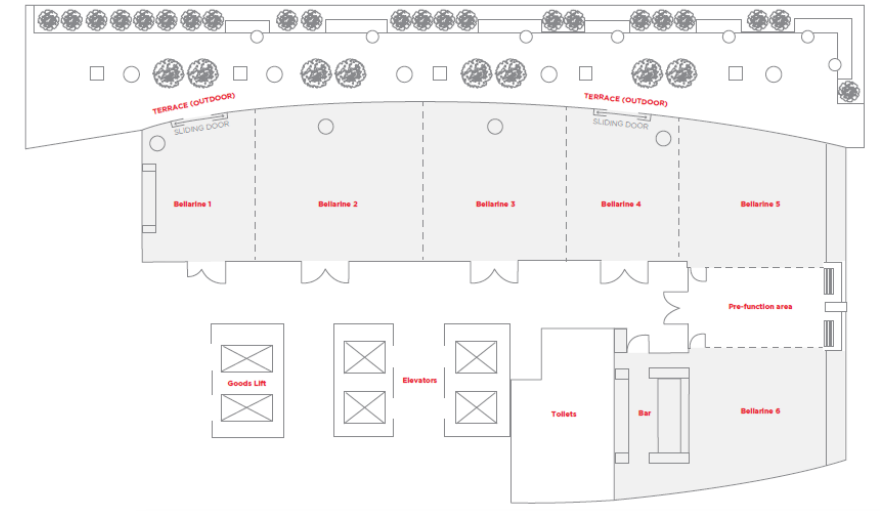 TERRACE (OUTDOOR)
TERRACE (OUTDOOR)
SLIDING DOOR
SLIDING DOOR
Bellarine 1
Bellarine 2
Bellarine 3
Bellarine 4
Bellarine 5
Pre-function area
Goods Lift
Elevators
Toilets
Bar
Bellarine 6